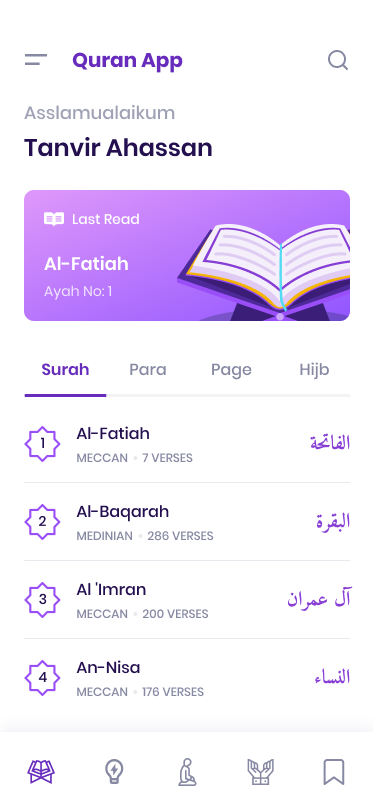 Quran App
Asslamualaikum
Tanvir Ahassan
Last Read
Al-Fatiah
Ayah No: 1
Surah Para Page Hijb
1 Al-Fatiah الفاتحة
MECCAN • 7 VERSES
2 Al-Baqarah البقرة
MEDINIAN • 286 VERSES
3 Al 'Imran آل عمران
MECCAN • 200 VERSES
4 An-Nisa النساء
MECCAN • 176 VERSES